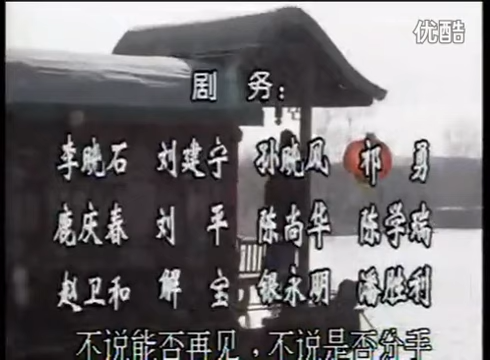 优酷
剧 务:
李晓石 刘建宁 孙晓凤 祁 勇
鹿庆春 刘 平 陈尚华 陈学瑞
赵卫和 解 宝 银永明 潘胜利
不说能否再见，不说是否分手